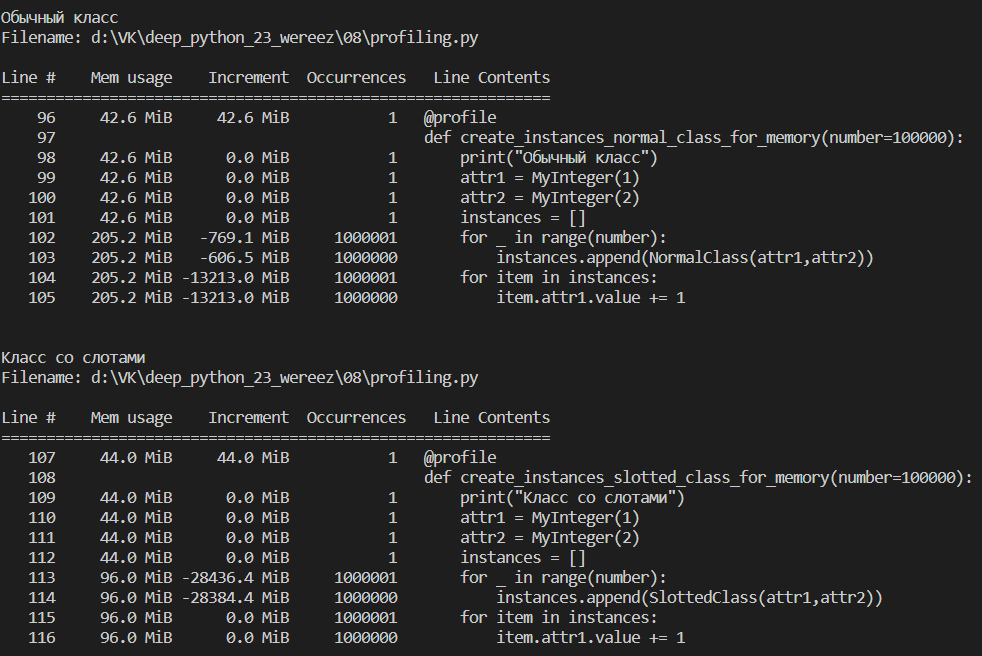 Обычный класс
Filename: d:\VK\deep_python_23_wereez\08\profiling.py
Line #    Mem usage    Increment  Occurrences   Line Contents
=============================================================
    96     42.6 MiB     42.6 MiB           1   @profile
    97                                         def create_instances_normal_class_for_memory(number=100000):
    98     42.6 MiB      0.0 MiB           1       print("Обычный класс")
    99     42.6 MiB      0.0 MiB           1       attr1 = MyInteger(1)
   100     42.6 MiB      0.0 MiB           1       attr2 = MyInteger(2)
   101     42.6 MiB      0.0 MiB           1       instances = []
   102    205.2 MiB   -769.1 MiB     1000001       for _ in range(number):
   103    205.2 MiB   -606.5 MiB     1000000           instances.append(NormalClass(attr1,attr2))
   104    205.2 MiB -13213.0 MiB     1000001       for item in instances:
   105    205.2 MiB -13213.0 MiB     1000000           item.attr1.value += 1
Класс со слотами
Filename: d:\VK\deep_python_23_wereez\08\profiling.py
Line #    Mem usage    Increment  Occurrences   Line Contents
=============================================================
   107     44.0 MiB     44.0 MiB           1   @profile
   108                                         def create_instances_slotted_class_for_memory(number=100000):
   109     44.0 MiB      0.0 MiB           1       print("Класс со слотами")
   110     44.0 MiB      0.0 MiB           1       attr1 = MyInteger(1)
   111     44.0 MiB      0.0 MiB           1       attr2 = MyInteger(2)
   112     44.0 MiB      0.0 MiB           1       instances = []
   113     96.0 MiB -28436.4 MiB     1000001       for _ in range(number):
   114     96.0 MiB -28384.4 MiB     1000000           instances.append(SlottedClass(attr1,attr2))
   115     96.0 MiB      0.0 MiB     1000001       for item in instances:
   116     96.0 MiB      0.0 MiB     1000000           item.attr1.value += 1